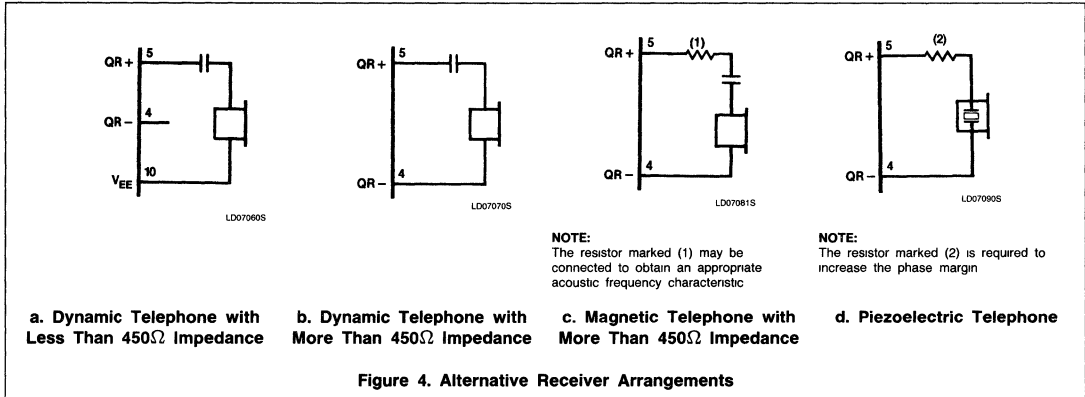 5
QR+
4
QR−
10
VEE
LD07060S
5
QR+
4
QR−
LD07070S
5
(1)
QR+
4
QR−
LD07081S
NOTE:
The resistor marked (1) may be
connected to obtain an appropriate
acoustic frequency characteristic
5
(2)
QR+
4
QR−
LD07090S
NOTE:
The resistor marked (2) is required to
increase the phase margin
a. Dynamic Telephone with
Less Than 450Ω Impedance
b. Dynamic Telephone with
More Than 450Ω Impedance
c. Magnetic Telephone with
More Than 450Ω Impedance
d. Piezoelectric Telephone
Figure 4. Alternative Receiver Arrangements